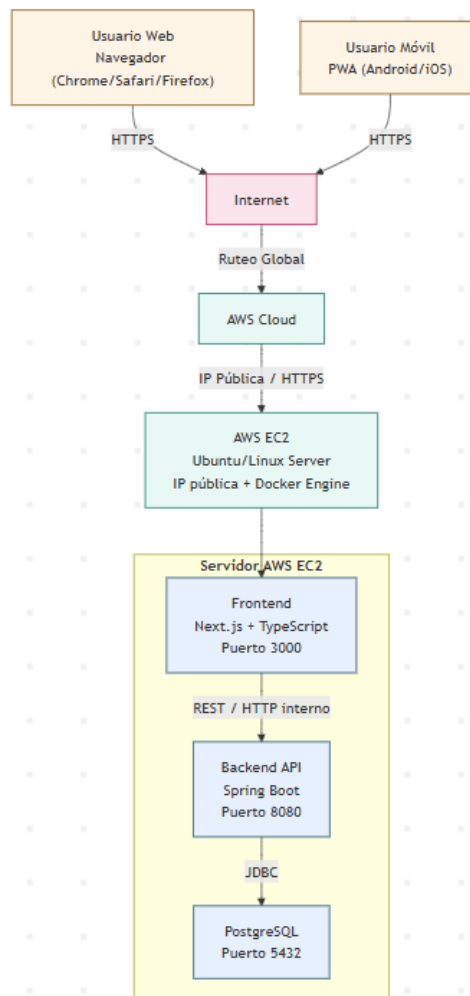 Usuario Web
Navegador
(Chrome/Safari/Firefox)
Usuario Móvil
PWA (Android/iOS)
HTTPS
HTTPS
Internet
Ruteo Global
AWS Cloud
IP Pública / HTTPS
AWS EC2
Ubuntu/Linux Server
IP pública + Docker Engine
Servidor AWS EC2
Frontend
Next.js + TypeScript
Puerto 3000
REST / HTTP interno
Backend API
Spring Boot
Puerto 8080
JDBC
PostgreSQL
Puerto 5432